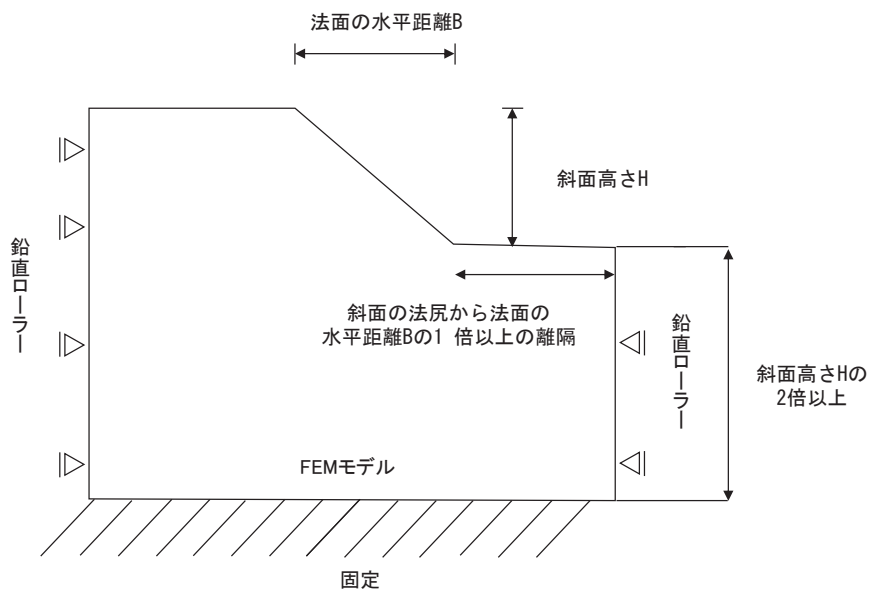 法面の水平距離B
斜面高さH
鉛直ローラー
斜面の法尻から法面の
水平距離Bの1 倍以上の離隔
鉛直ローラー
斜面高さHの
2倍以上
FEMモデル
固定